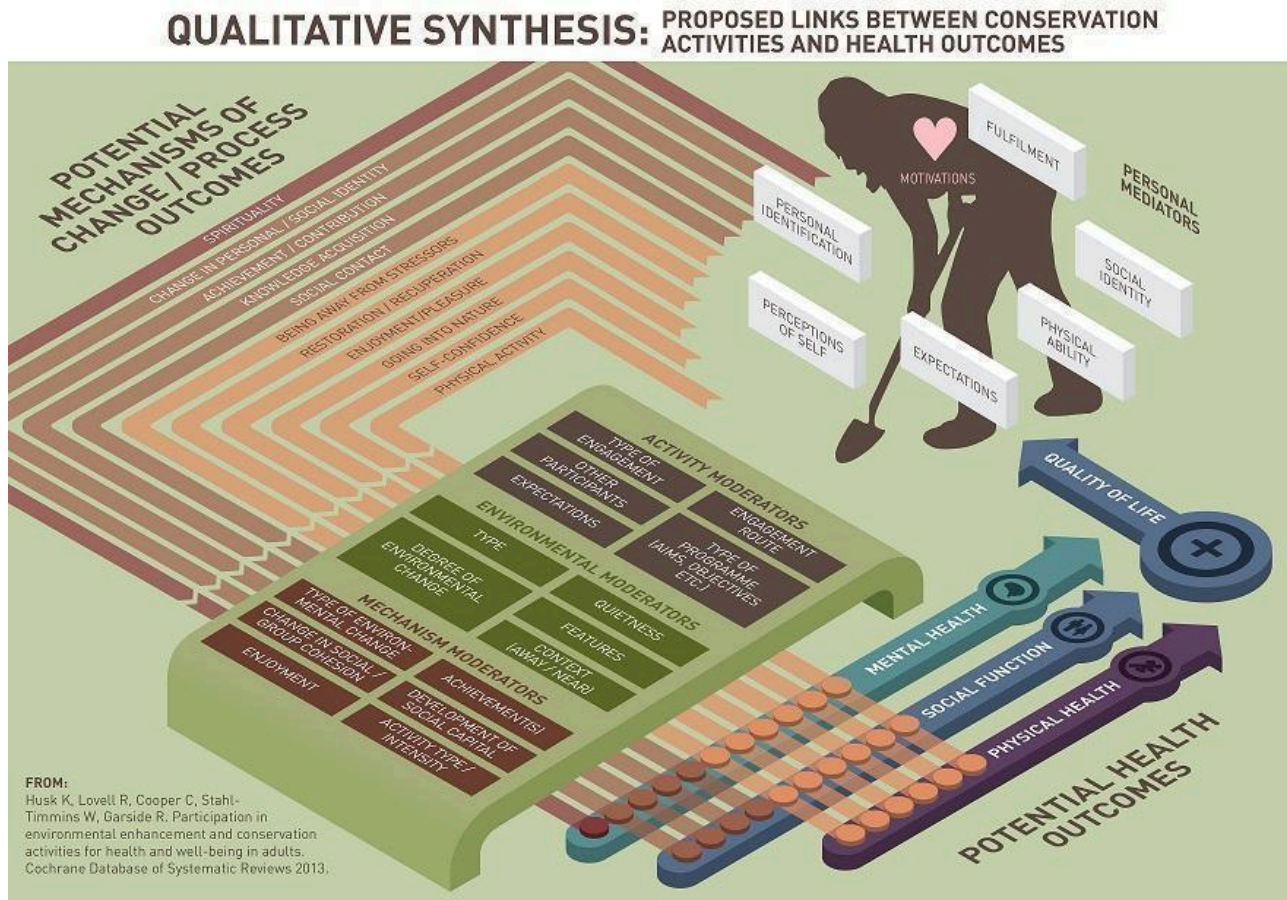 QUALITATIVE SYNTHESIS:
PROPOSED LINKS BETWEEN CONSERVATION
ACTIVITIES AND HEALTH OUTCOMES
POTENTIAL
MECHANISMS OF
CHANGE / PROCESS
OUTCOMES
SPIRITUALITY
CHANGE IN PERSONAL / SOCIAL IDENTITY
ACHIEVEMENT / CONTRIBUTION
KNOWLEDGE ACQUISITION
SOCIAL CONTACT
BEING AWAY FROM STRESSORS
RESTORATION / RECUPERATION
ENJOYMENT/PLEASURE
GOING INTO NATURE
SELF-CONFIDENCE
PHYSICAL ACTIVITY
MOTIVATIONS
FULFILMENT
PERSONAL
MEDIATORS
PERSONAL
IDENTIFICATION
SOCIAL
IDENTITY
PERCEPTIONS
OF SELF
EXPECTATIONS
PHYSICAL
ABILITY
ACTIVITY MODERATORS
TYPE OF
ENGAGEMENT
OTHER
PARTICIPANTS
EXPECTATIONS
ENGAGEMENT
ROUTE
TYPE OF
PROGRAMME
(AIMS, OBJECTIVES
ETC.)
ENVIRONMENTAL MODERATORS
TYPE
DEGREE OF
ENVIRONMENTAL
CHANGE
QUIETNESS
FEATURES
CONTEXT
(AWAY / NEAR)
MECHANISM MODERATORS
TYPE OF ENVIRON-
MENTAL CHANGE
CHANGE IN SOCIAL /
GROUP COHESION
ENJOYMENT
ACHIEVEMENT(S)
DEVELOPMENT OF
SOCIAL CAPITAL
ACTIVITY TYPE /
INTENSITY
QUALITY OF LIFE
MENTAL HEALTH
SOCIAL FUNCTION
PHYSICAL HEALTH
POTENTIAL HEALTH
OUTCOMES
FROM:
Husk K, Lovell R, Cooper C, Stahl-
Timmins W, Garside R. Participation in
environmental enhancement and conservation
activities for health and well-being in adults.
Cochrane Database of Systematic Reviews 2013.